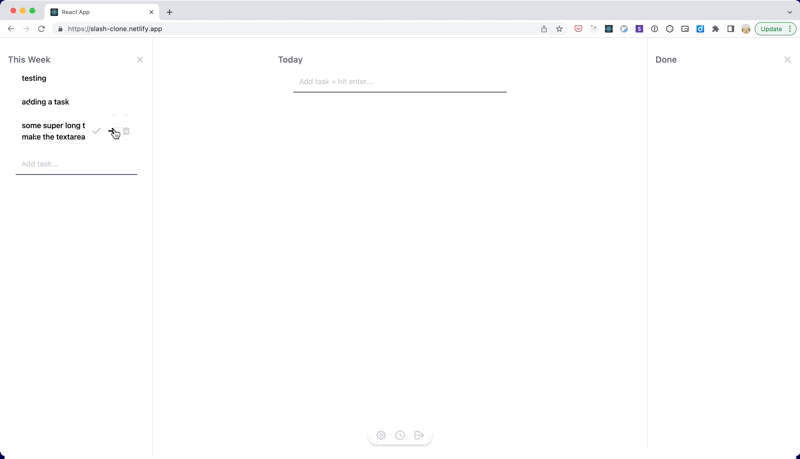 React App
https://slash-clone.netlify.app
Update
This Week
testing
adding a task
some super long t
make the textarea
Add task...
Today
Add task + hit enter...
Done